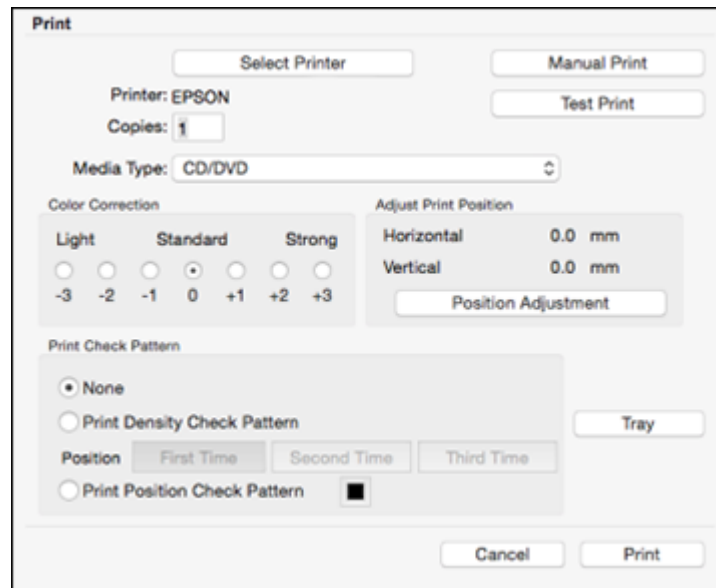 Print
Select Printer
Manual Print
Printer: EPSON
Test Print
Copies: 1
Media Type: CD/DVD
Color Correction
Light Standard Strong
-3 -2 -1 0 +1 +2 +3
Adjust Print Position
Horizontal 0.0 mm
Vertical 0.0 mm
Position Adjustment
Print Check Pattern
None
Print Density Check Pattern
Tray
Position First Time Second Time Third Time
Print Position Check Pattern
Cancel Print